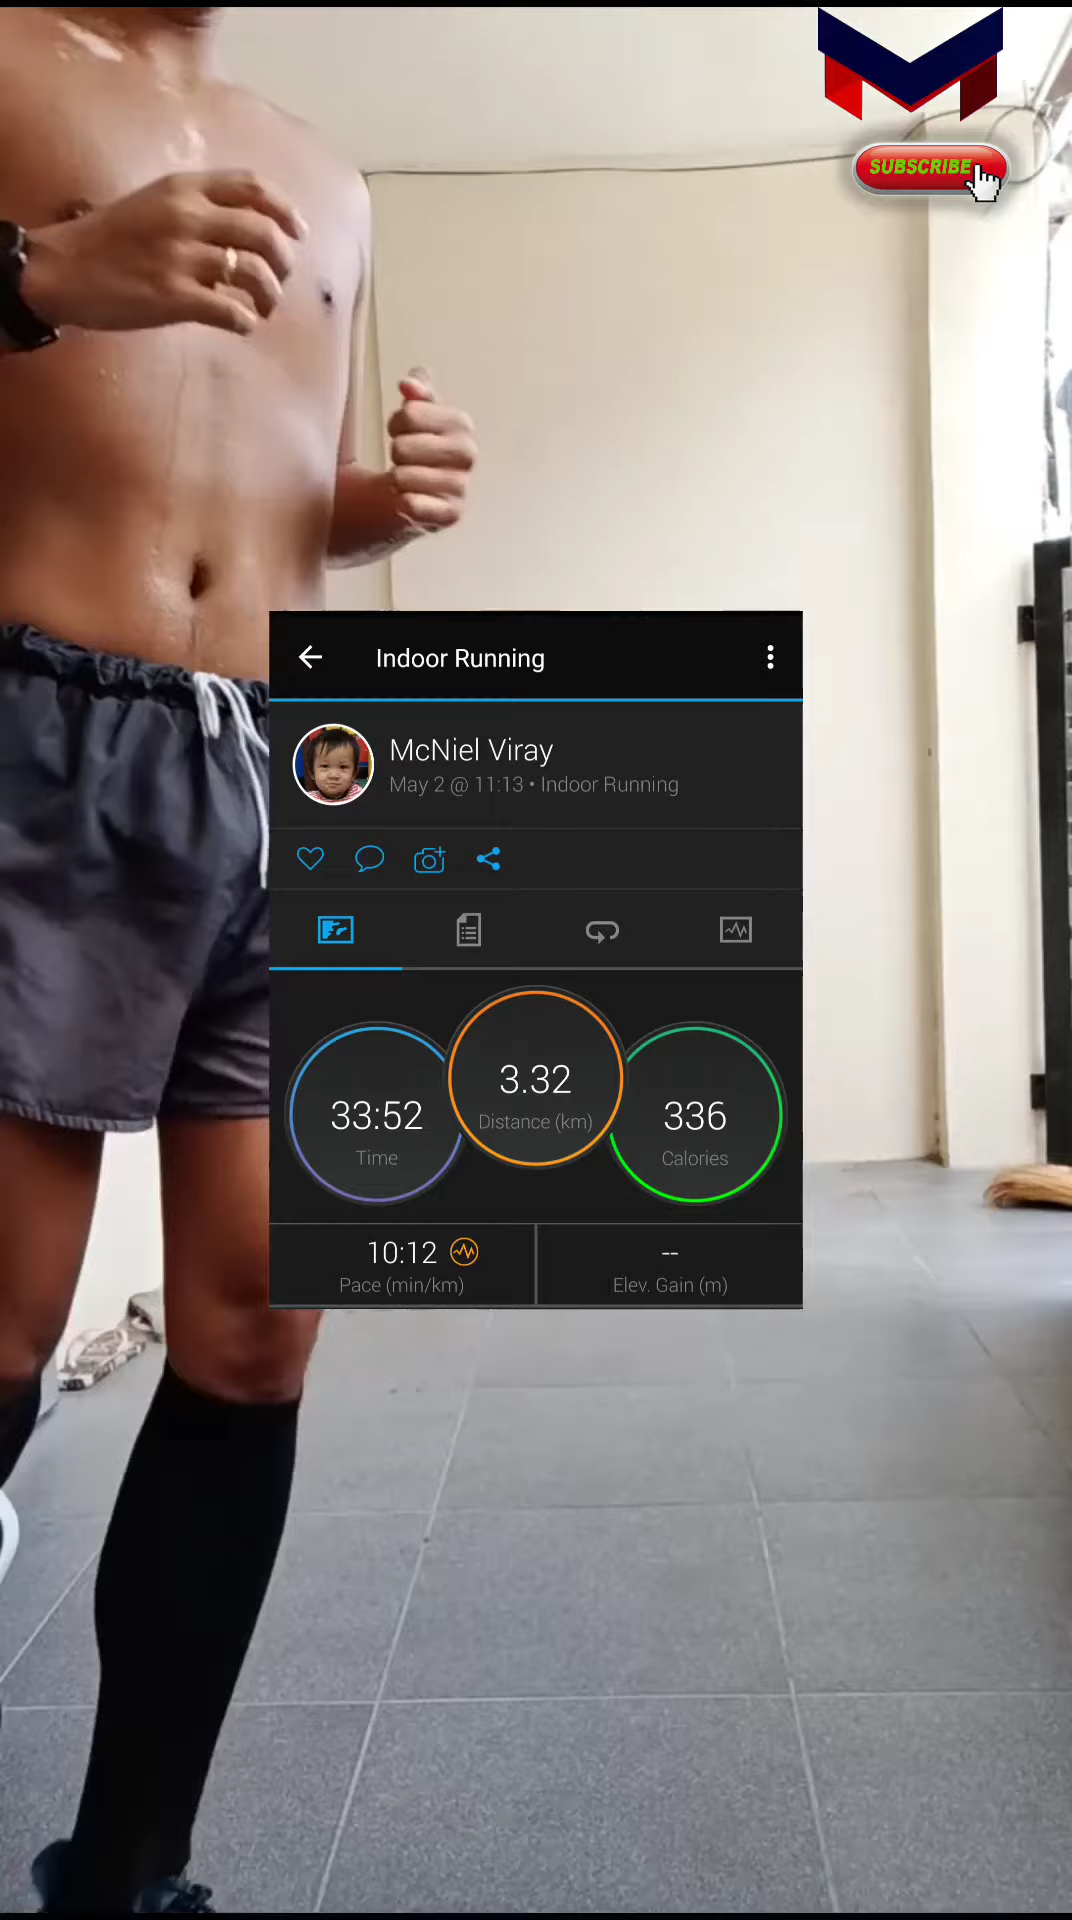 SUBSCRIBE
Indoor Running
McNiel Viray
May 2 @ 11:13 • Indoor Running
33:52
Time
3.32
Distance (km)
336
Calories
10:12
Pace (min/km)
--
Elev. Gain (m)